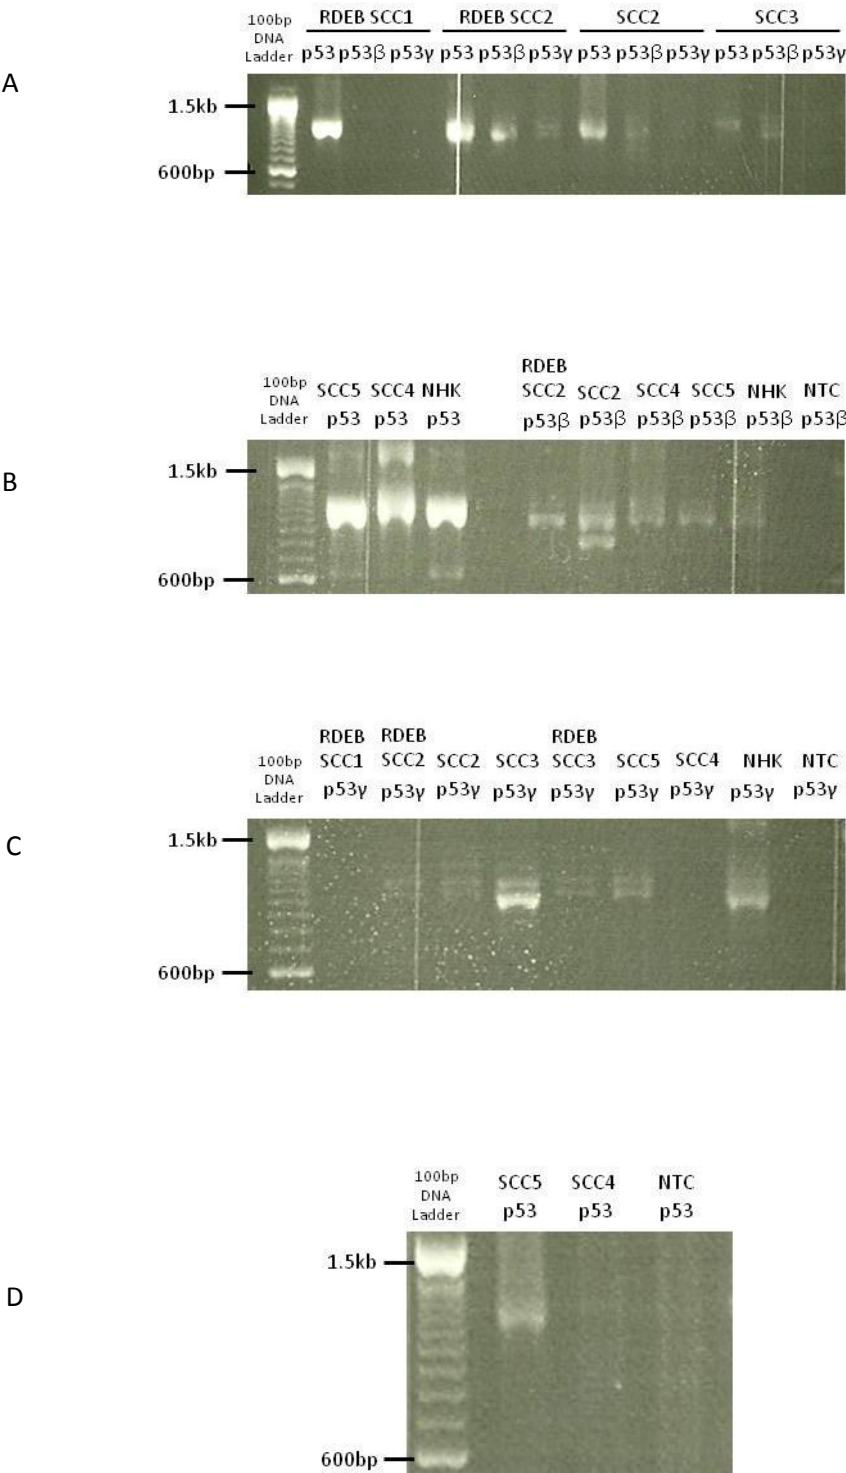 A
100bp DNA Ladder
RDEB SCC1 RDEB SCC2 SCC2 SCC3
p53 p53β p53γ p53 p53β p53γ p53 p53β p53γ p53 p53β p53γ
1.5kb
600bp
B
100bp DNA Ladder
SCC5 p53
SCC4 p53
NHK p53
RDEB SCC2 p53β
SCC2 p53β
SCC4 p53β
SCC5 p53β
NHK p53β
NTC p53β
1.5kb
600bp
C
100bp DNA Ladder
RDEB SCC1 p53γ
RDEB SCC2 p53γ
SCC2 p53γ
SCC3 p53γ
RDEB SCC3 p53γ
SCC5 p53γ
SCC4 p53γ
NHK p53γ
NTC p53γ
1.5kb
600bp
D
100bp DNA Ladder
SCC5 p53
SCC4 p53
NTC p53
1.5kb
600bp